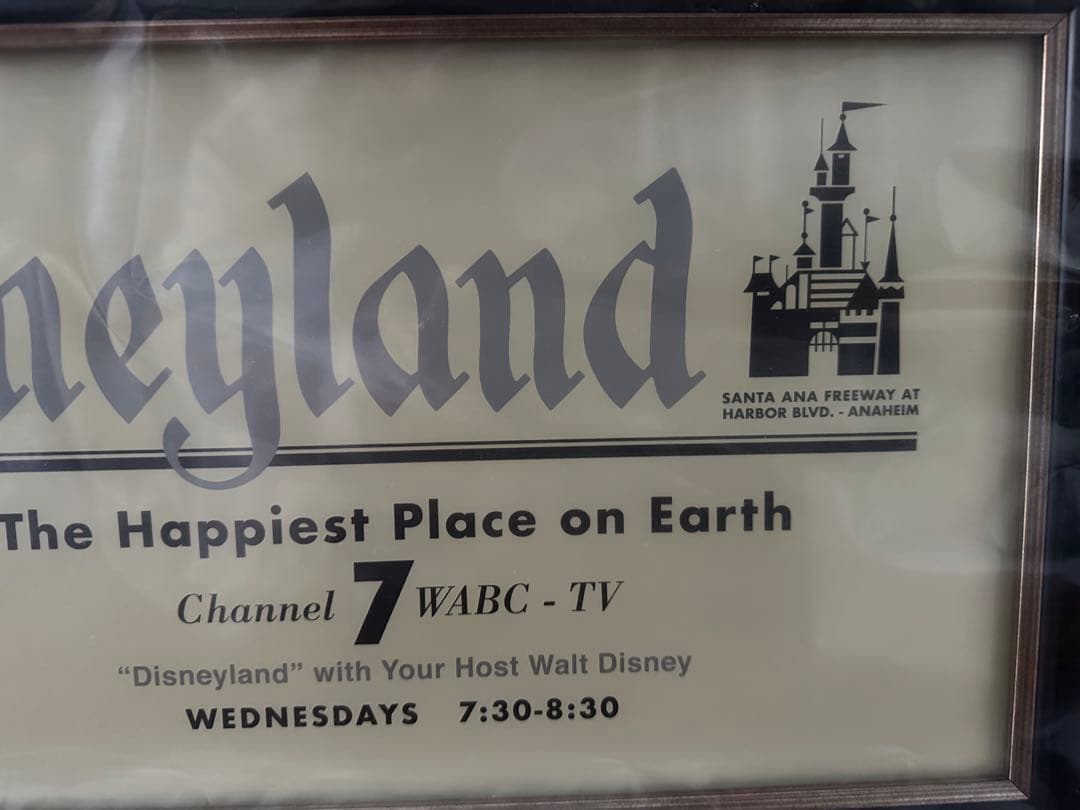 neyland
SANTA ANA FREEWAY AT
HARBOR BLVD. - ANAHEIM
The Happiest Place on Earth
Channel 7 WABC - TV
“Disneyland” with Your Host Walt Disney
WEDNESDAYS 7:30-8:30